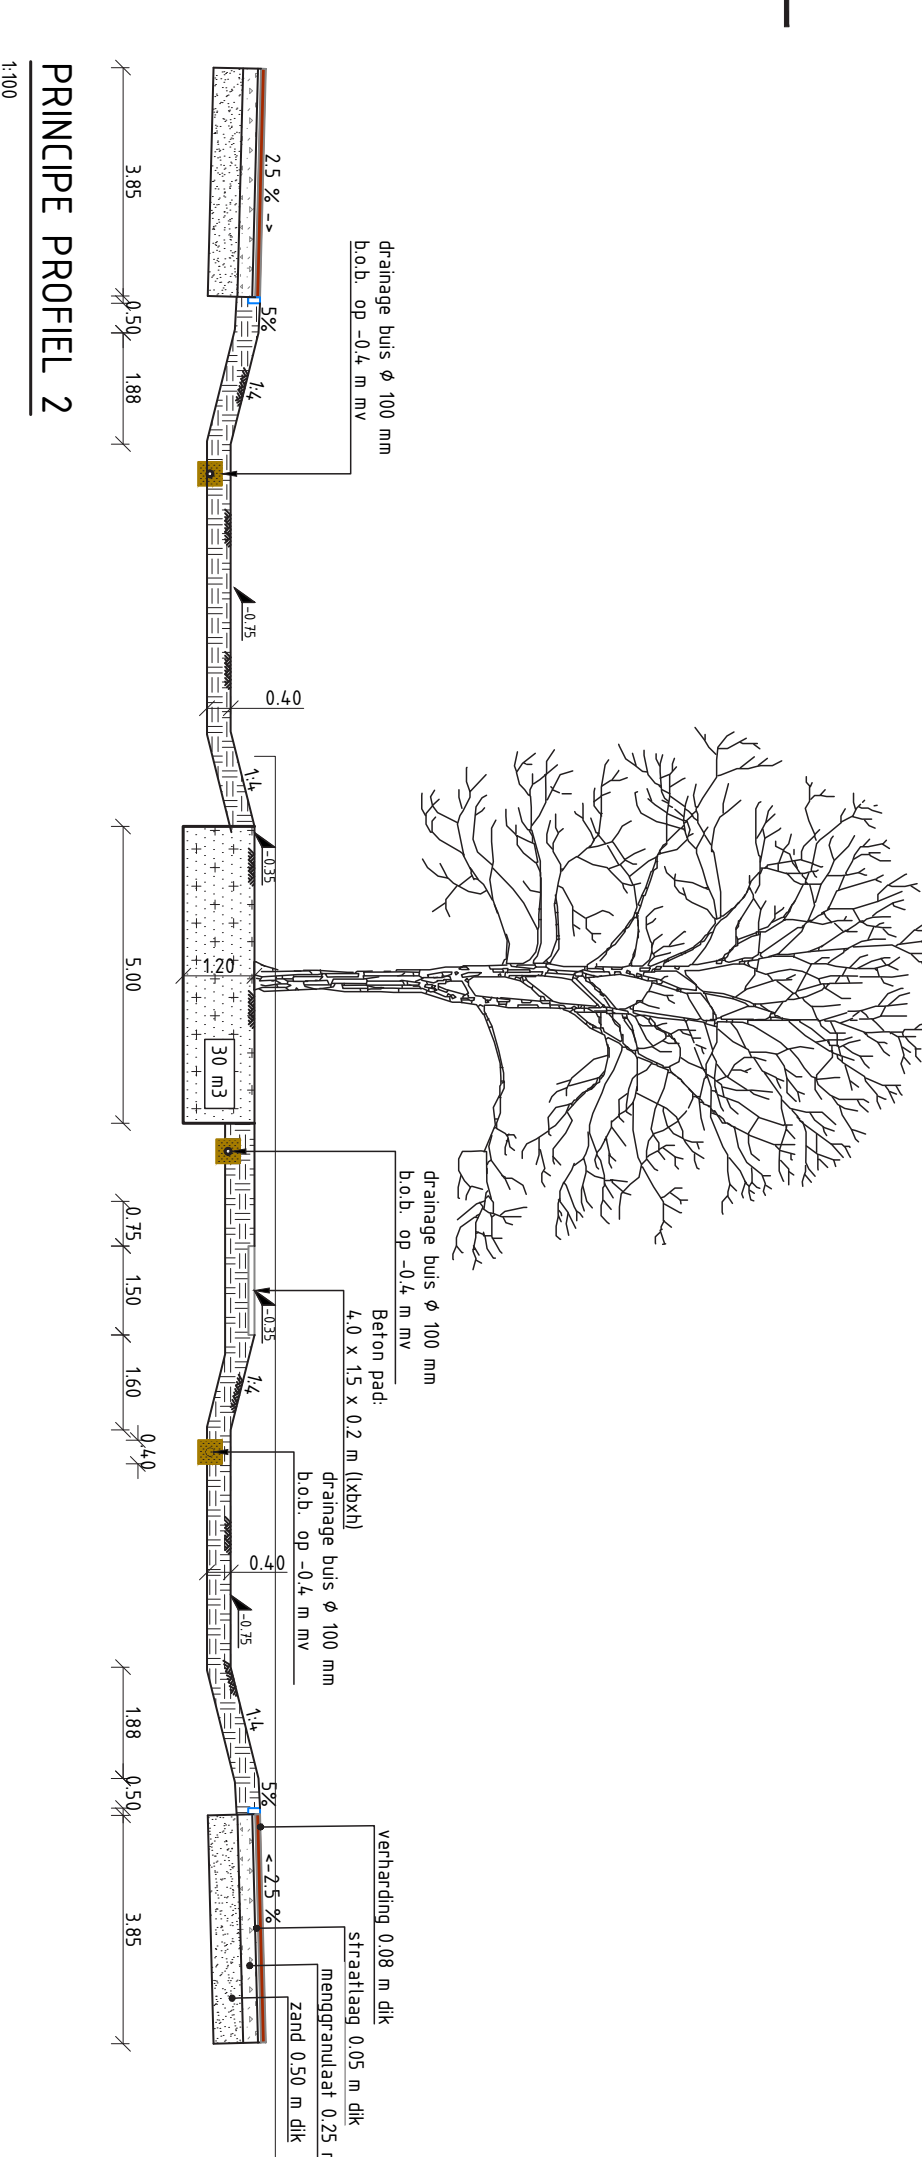 PRINCIPE PROFIEL 2
1:100
drainage buis ø 100 mm
b.o.b. op -0.4 m mv
2.5 % ->
5%
1:4
-0.75
0.40
1:4
-0.35
1.20
30 m3
drainage buis ø 100 mm
b.o.b. op -0.4 m mv
Beton pad:
4.0 x 1.5 x 0.2 m (lxbxh)
-0.35
1:4
drainage buis ø 100 mm
b.o.b. op -0.4 m mv
0.40
-0.75
1:4
5%
<-2.5 %
verharding 0.08 m dik
straatlaag 0.05 m dik
menggranulaat 0.25
zand 0.50 m dik
3.85
0.50
1.88
5.00
0.75
1.50
1.60
0.40
1.88
0.50
3.85